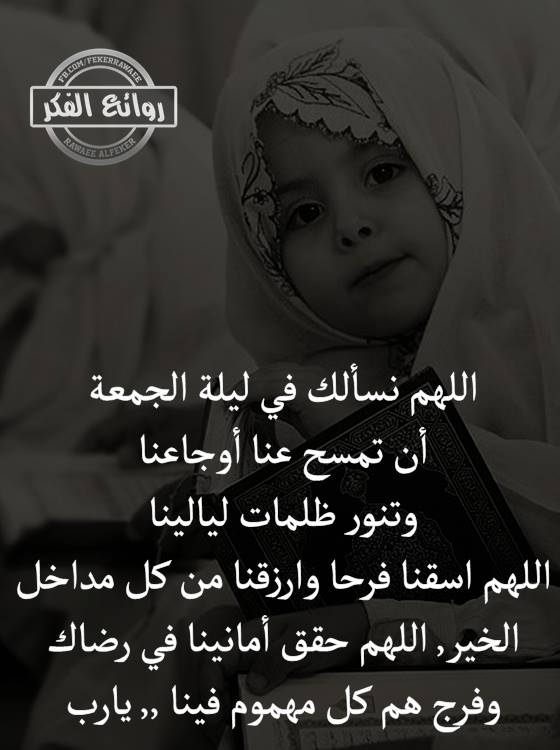 FB.COM/FEKERRAWAEE
روائع الفكر
RAWAEE ALFEKER
اللهم نسألك في ليلة الجمعة
أن تمسح عنا أوجاعنا
وتنور ظلمات ليالينا
اللهم اسقنا فرحا وارزقنا من كل مداخل
الخير, اللهم حقق أمانينا في رضاك
وفرج هم كل مهموم فينا ,, يارب